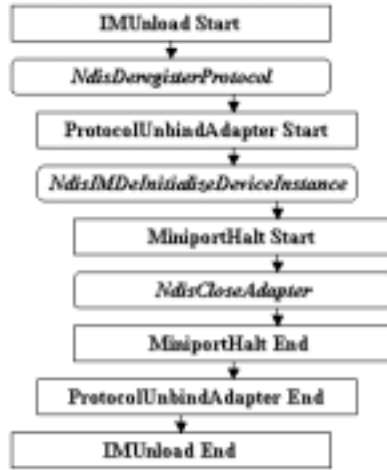 IMUnload Start
NdisDeregisterProtocol
ProtocolUnbindAdapter Start
NdisIMDeInitializeDeviceInstance
MiniportHalt Start
NdisCloseAdapter
MiniportHalt End
ProtocolUnbindAdapter End
IMUnload End